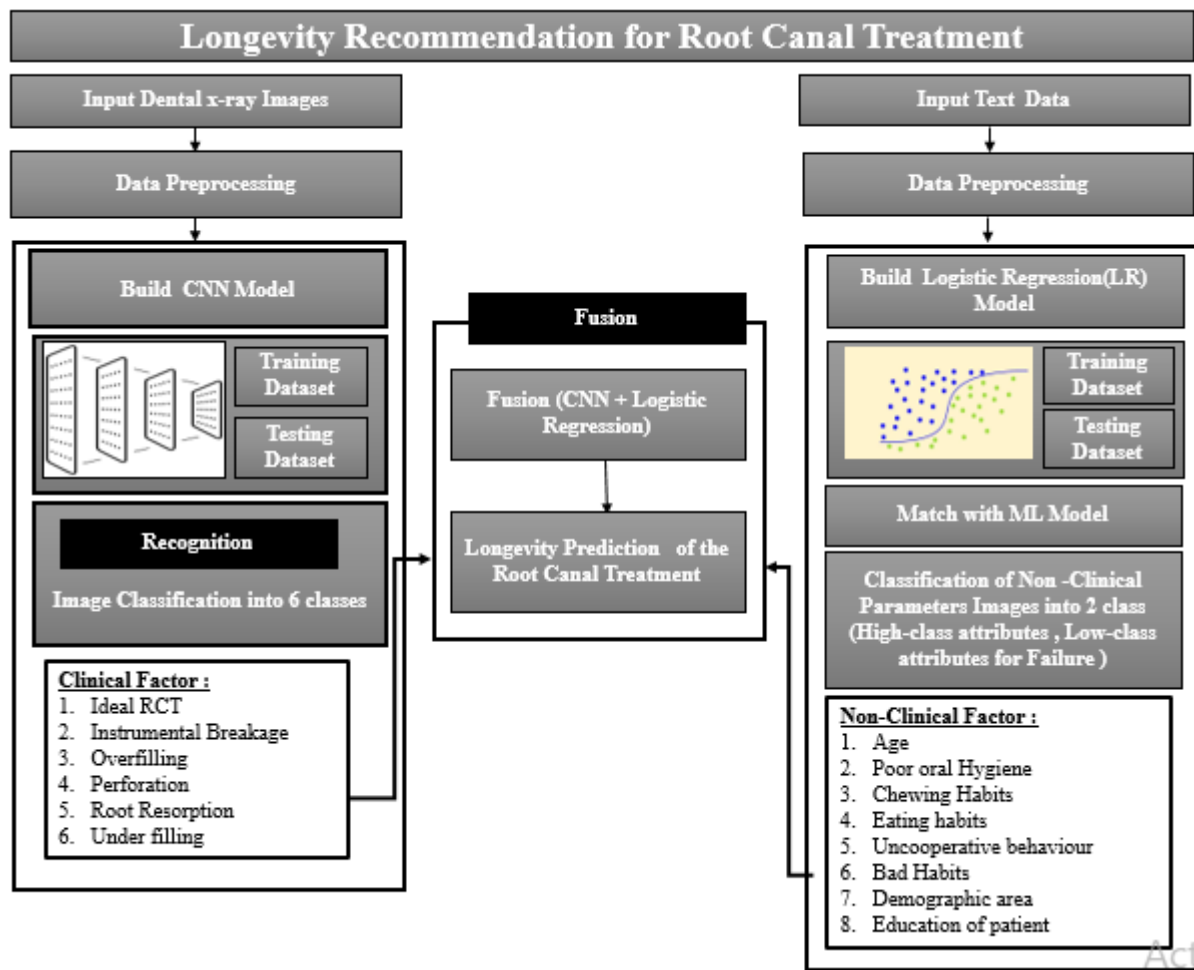 Longevity Recommendation for Root Canal Treatment
Input Dental x-ray Images
Data Preprocessing
Build CNN Model
Training
Dataset
Testing
Dataset
Recognition
Image Classification into 6 classes
Clinical Factor :
1. Ideal RCT
2. Instrumental Breakage
3. Overfilling
4. Perforation
5. Root Resorption
6. Under filling
Fusion
Fusion (CNN + Logistic
Regression)
Longevity Prediction of the
Root Canal Treatment
Input Text Data
Data Preprocessing
Build Logistic Regression(LR)
Model
Training
Dataset
Testing
Dataset
Match with ML Model
Classification of Non -Clinical
Parameters Images into 2 class
(High-class attributes , Low-class
attributes for Failure )
Non-Clinical Factor :
1. Age
2. Poor oral Hygiene
3. Chewing Habits
4. Eating habits
5. Uncooperative behaviour
6. Bad Habits
7. Demographic area
8. Education of patient